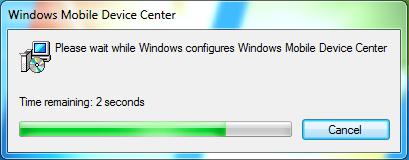 Windows Mobile Device Center
Please wait while Windows configures Windows Mobile Device Center
Time remaining: 2 seconds
Cancel